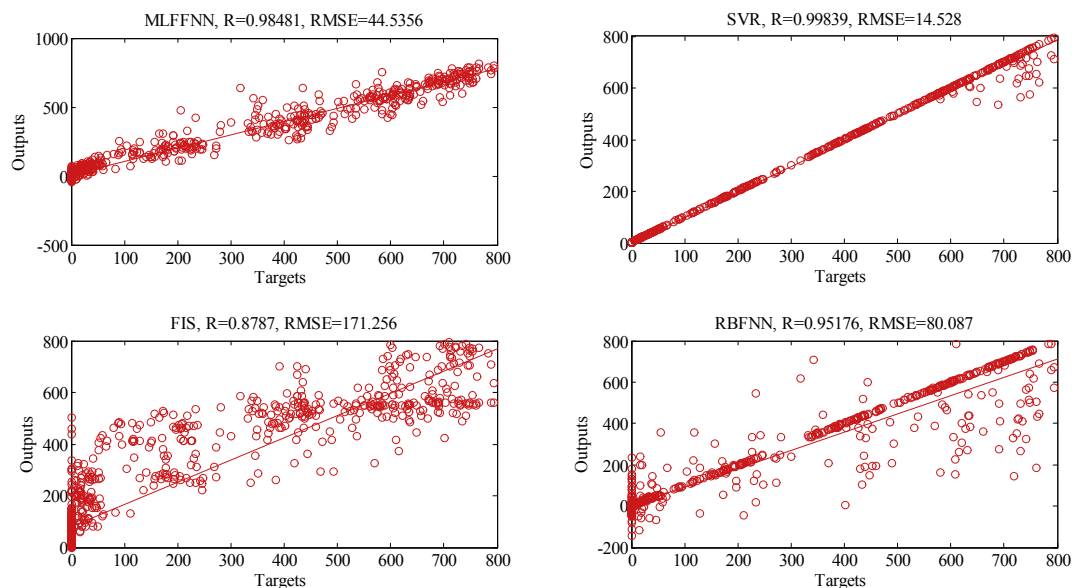 MLFFNN, R=0.98481, RMSE=44.5356
1000
500
0
-500
Outputs
0 100 200 300 400 500 600 700 800
Targets
SVR, R=0.99839, RMSE=14.528
800
600
400
200
0
Outputs
0 100 200 300 400 500 600 700 800
Targets
FIS, R=0.8787, RMSE=171.256
800
600
400
200
0
Outputs
0 100 200 300 400 500 600 700 800
Targets
RBFNN, R=0.95176, RMSE=80.087
800
600
400
200
0
-200
Outputs
0 100 200 300 400 500 600 700 800
Targets